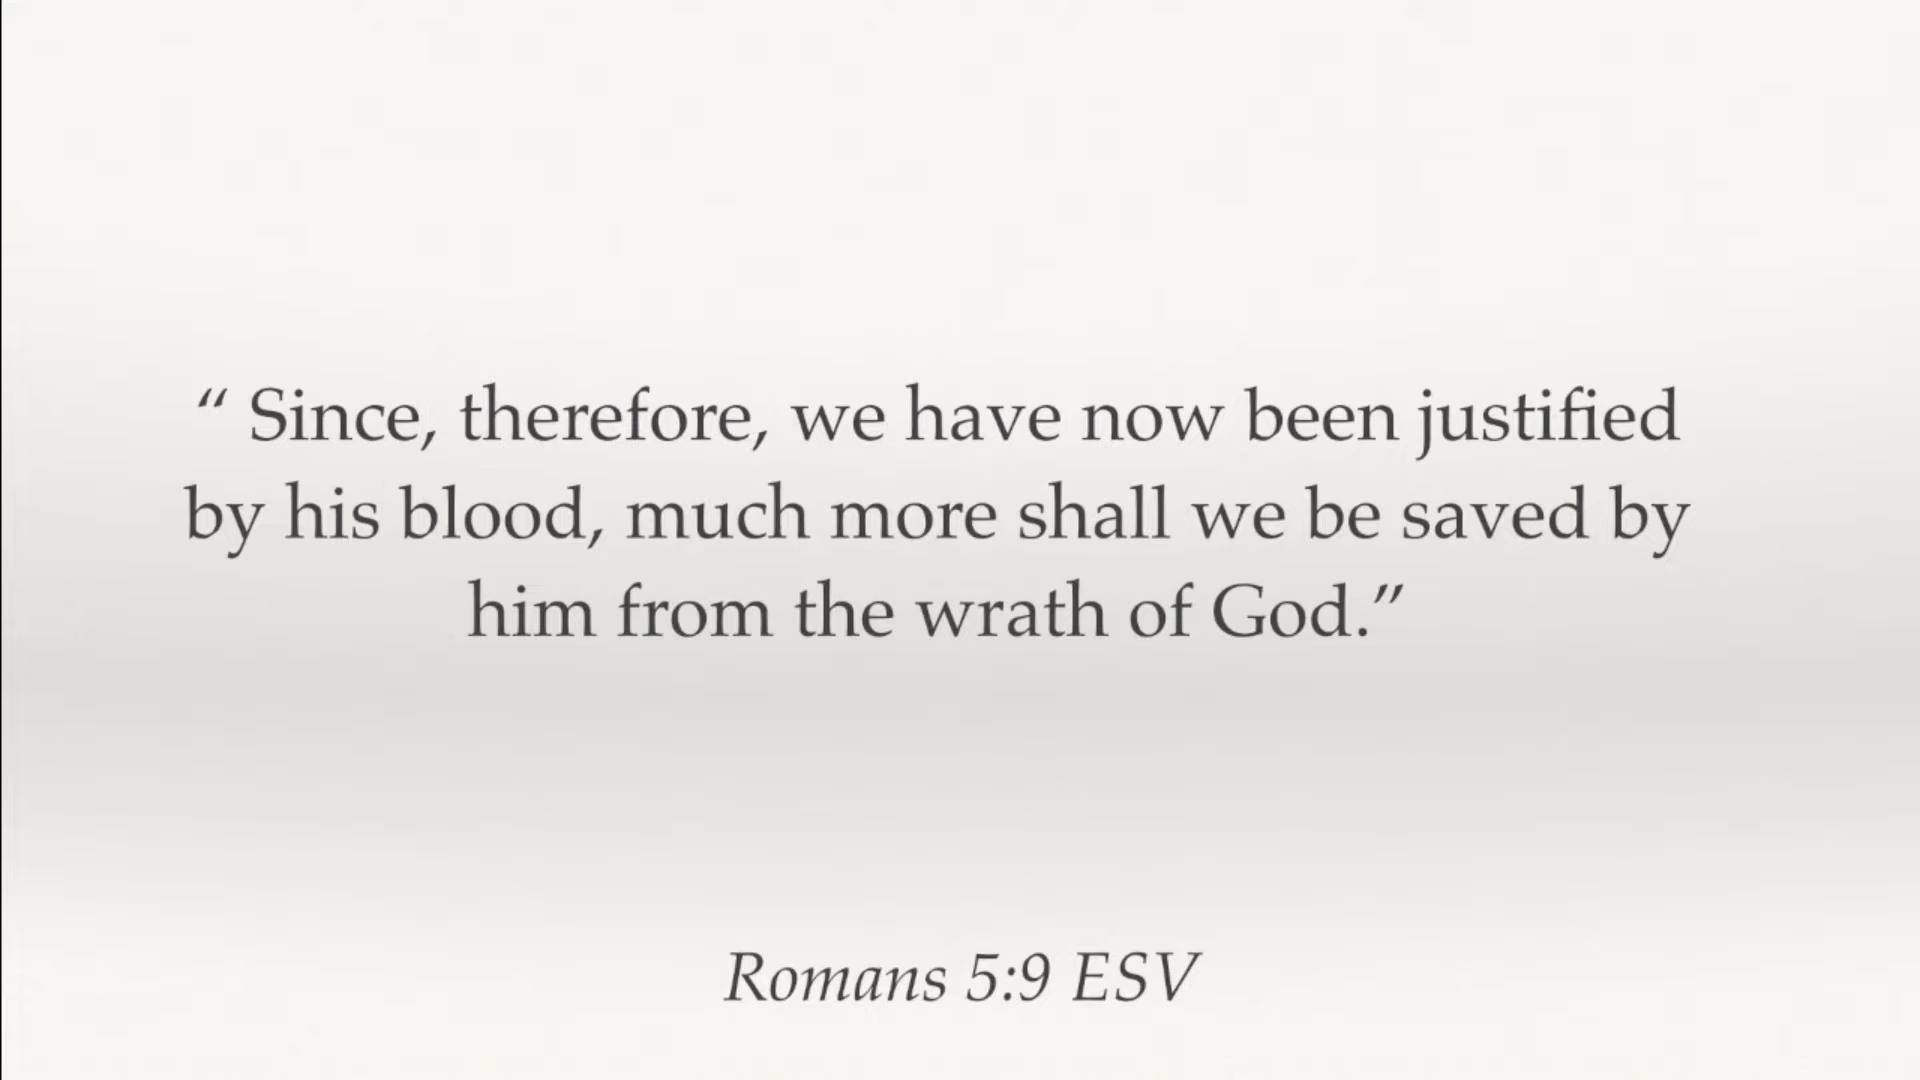 “ Since, therefore, we have now been justified
by his blood, much more shall we be saved by
him from the wrath of God.”
Romans 5:9 ESV